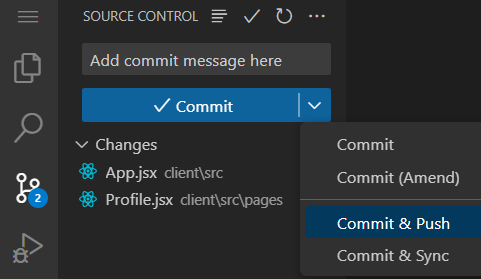 SOURCE CONTROL
Add commit message here
Commit
Changes
App.jsx client\src
Profile.jsx client\src\pages
2
Commit
Commit (Amend)
Commit & Push
Commit & Sync